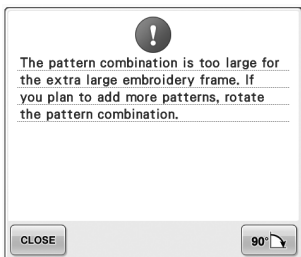 The pattern combination is too large for
the extra large embroidery frame. If
you plan to add more patterns, rotate
the pattern combination.
CLOSE
90°